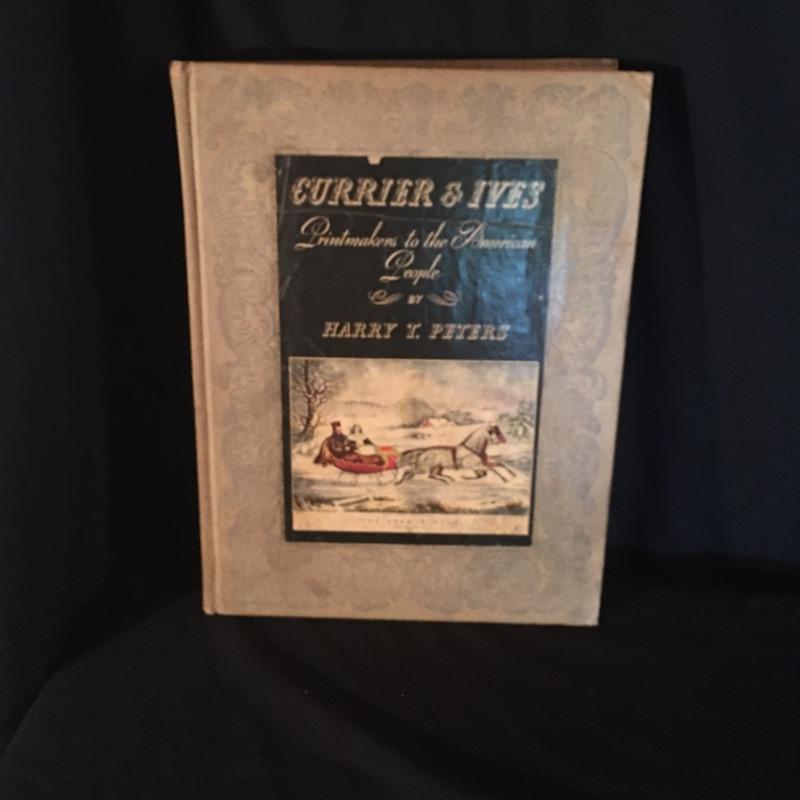 CURRIER & IVES
Printmakers to the American
People
BY
HARRY T. PETERS